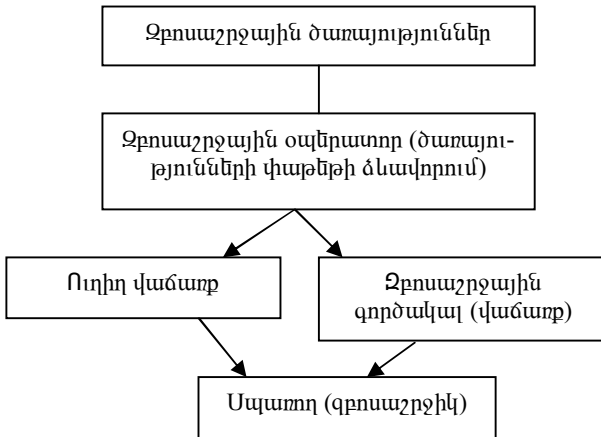 Զբոսաշրջային ծառայություններ
Զբոսաշրջային օպերատոր (ծառայու-
թյունների փաթեթի ձևավորում)
Ուղիղ վաճառք
Զբոսաշրջային
գործակալ (վաճառք)
Սպառող (զբոսաշրջիկ)